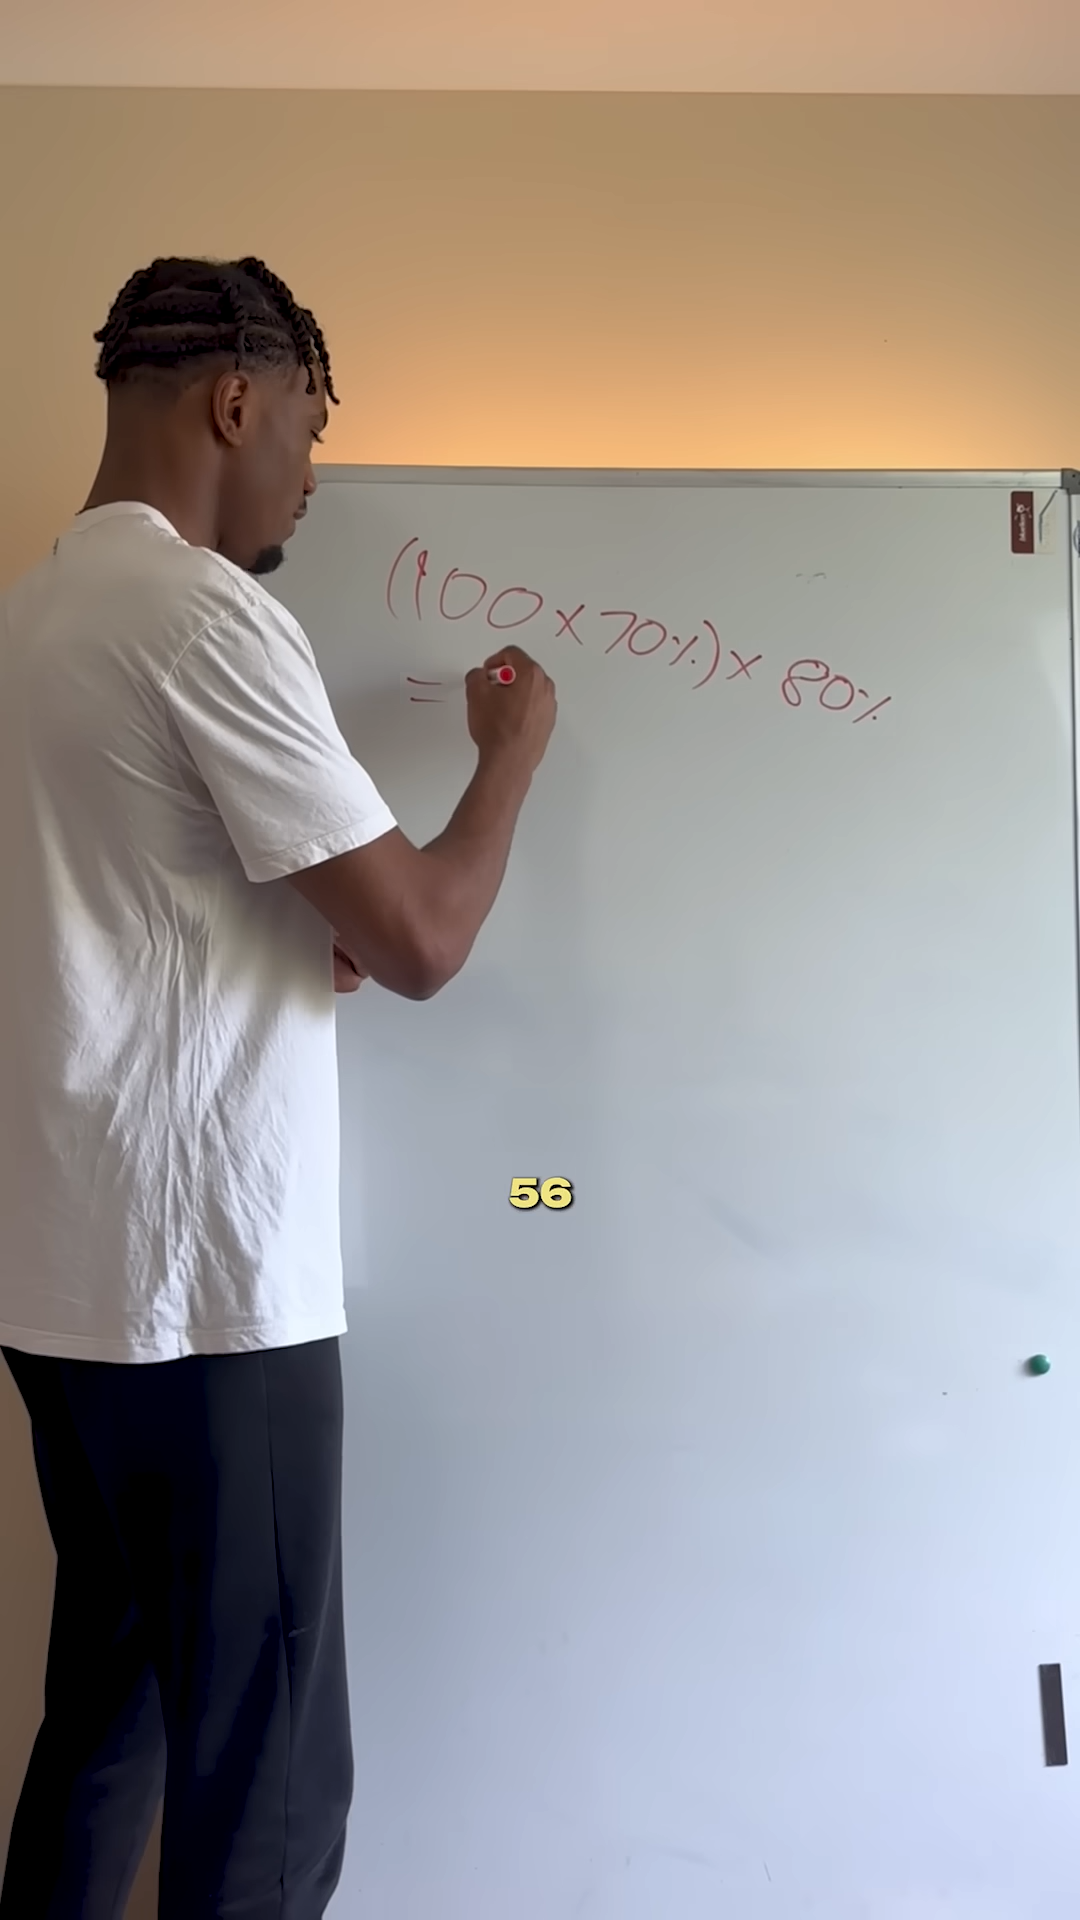 (100 x 70%) x 80%
=
56